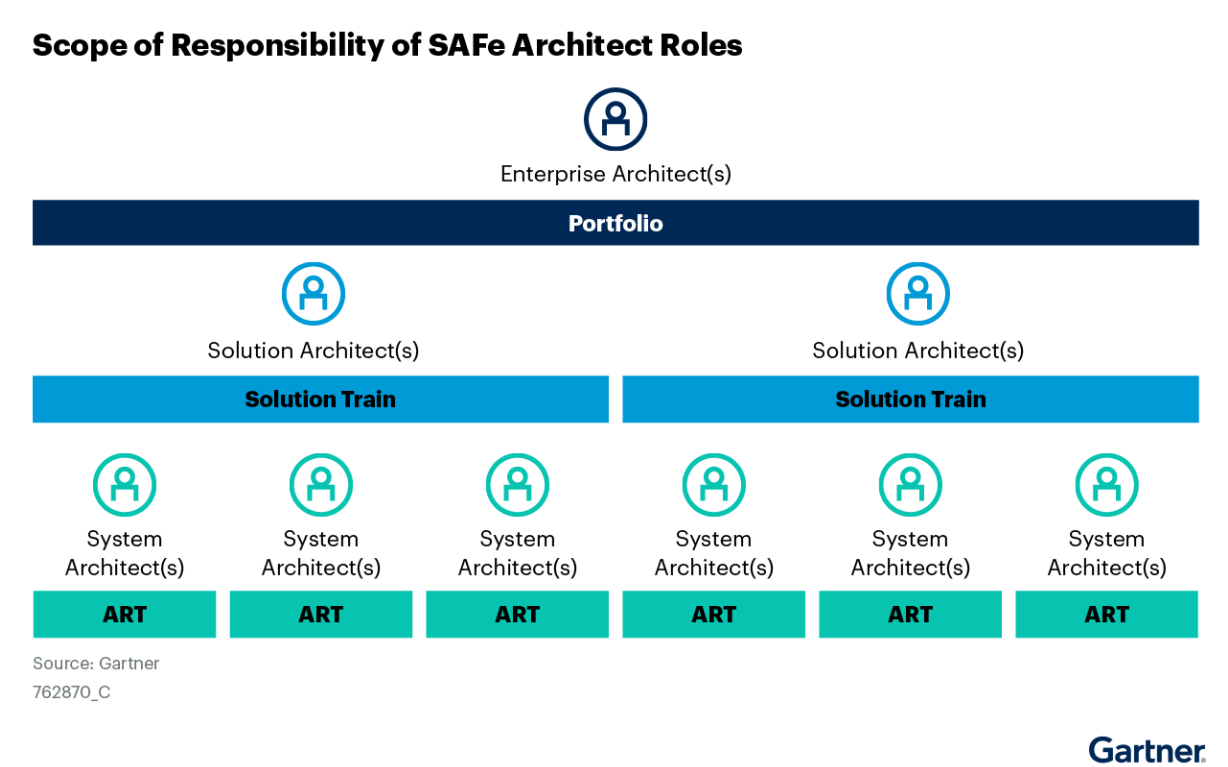 Scope of Responsibility of SAFe Architect Roles
Enterprise Architect(s)
Portfolio
Solution Architect(s) Solution Architect(s)
Solution Train Solution Train
System System System System System System
Architect(s) Architect(s) Architect(s) Architect(s) Architect(s) Architect(s)
ART ART ART ART ART ART
Source: Gartner
762870_C
Gartner